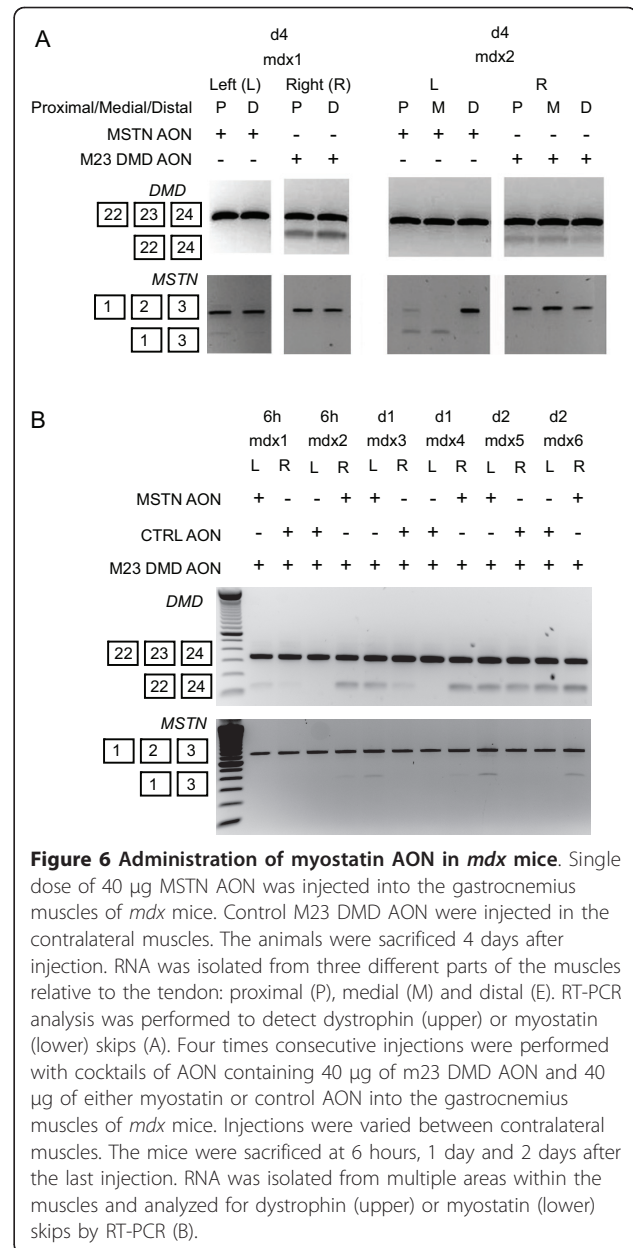 A
d4
mdx1
d4
mdx2
Left (L) Right (R) L R
Proximal/Medial/Distal P D P D P M D P M D
MSTN AON + + - - + + + - - -
M23 DMD AON - - + + - - - + + +
DMD
22 23 24
22 24
MSTN
1 2 3
1 3
B
6h 6h d1 d1 d2 d2
mdx1 mdx2 mdx3 mdx4 mdx5 mdx6
L R L R L R L R L R L R
MSTN AON + - - + + - - + + - - +
CTRL AON - + + - - + + - - + + -
M23 DMD AON + + + + + + + + + + + +
DMD
22 23 24
22 24
MSTN
1 2 3
1 3
Figure 6 Administration of myostatin AON in mdx mice. Single
dose of 40 μg MSTN AON was injected into the gastrocnemius
muscles of mdx mice. Control M23 DMD AON were injected in the
contralateral muscles. The animals were sacrificed 4 days after
injection. RNA was isolated from three different parts of the muscles
relative to the tendon: proximal (P), medial (M) and distal (E). RT-PCR
analysis was performed to detect dystrophin (upper) or myostatin
(lower) skips (A). Four times consecutive injections were performed
with cocktails of AON containing 40 μg of m23 DMD AON and 40
μg of either myostatin or control AON into the gastrocnemius
muscles of mdx mice. Injections were varied between contralateral
muscles. The mice were sacrificed at 6 hours, 1 day and 2 days after
the last injection. RNA was isolated from multiple areas within the
muscles and analyzed for dystrophin (upper) or myostatin (lower)
skips by RT-PCR (B).